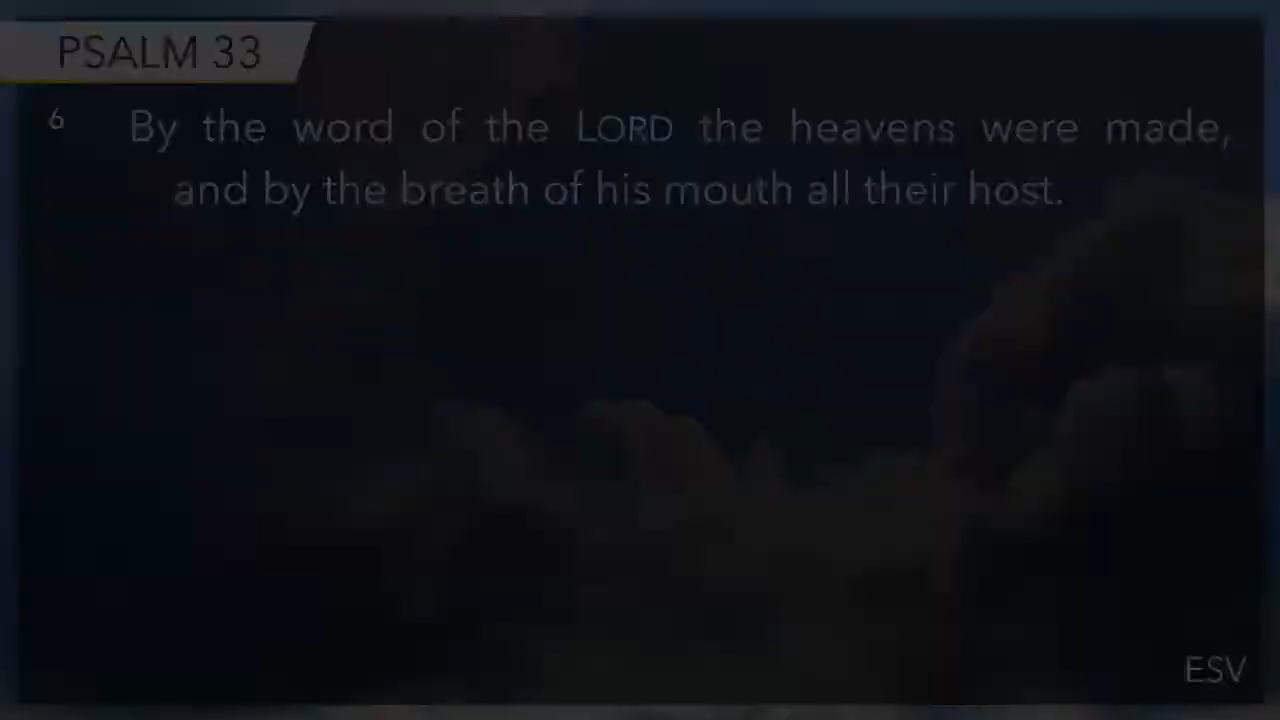 PSALM 33
6 By the word of the LORD the heavens were made,
and by the breath of his mouth all their host.
ESV